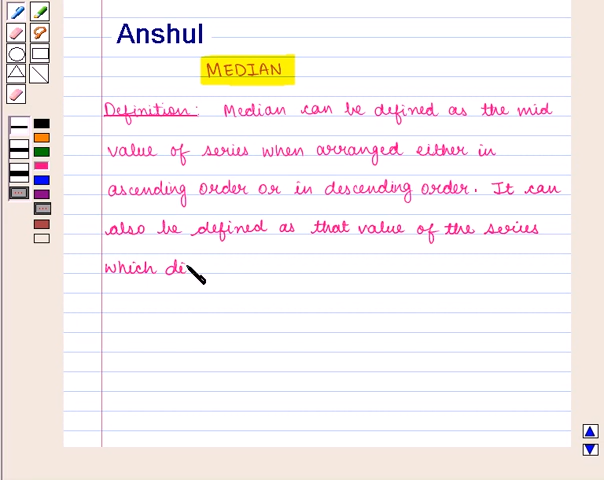 Anshul
MEDIAN
Definition: Median can be defined as the mid
value of series when arranged either in
ascending order or in descending order. It can
also be defined as that value of the series
which di